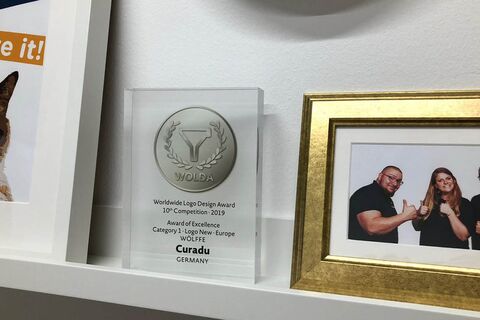 e it!
WOLDA
Worldwide Logo Design Award
10th Competition · 2019
Award of Excellence
Category 1 · Logo New · Europe
WÖLFFE
Curadu
GERMANY